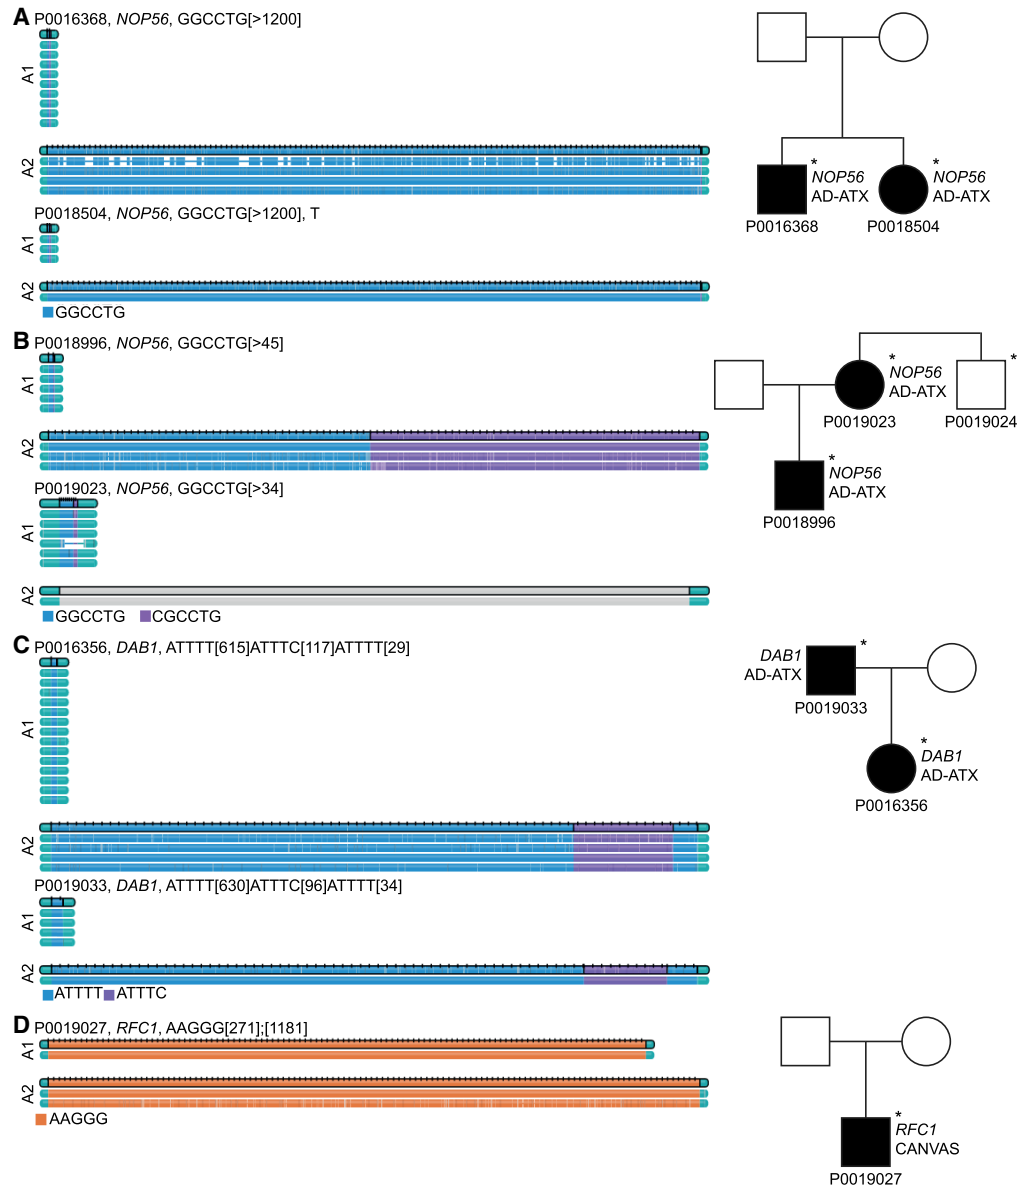 A
P0016368, NOP56, GGCCTG[>1200]
A1
A2
P0018504, NOP56, GGCCTG[>1200], T
A1
A2
GGCCTG
*
NOP56
AD-ATX
P0016368
*
NOP56
AD-ATX
P0018504
B
P0018996, NOP56, GGCCTG[>45]
A1
A2
P0019023, NOP56, GGCCTG[>34]
A1
A2
GGCCTG CGCCTG
*
NOP56
AD-ATX
P0019023
*
P0019024
*
NOP56
AD-ATX
P0018996
C
P0016356, DAB1, ATTTT[615]ATTTC[117]ATTTT[29]
A1
A2
P0019033, DAB1, ATTTT[630]ATTTC[96]ATTTT[34]
A1
A2
ATTTT ATTTC
*
DAB1
AD-ATX
P0019033
*
DAB1
AD-ATX
P0016356
D
P0019027, RFC1, AAGGG[271];[1181]
A1
A2
AAGGG
*
RFC1
CANVAS
P0019027